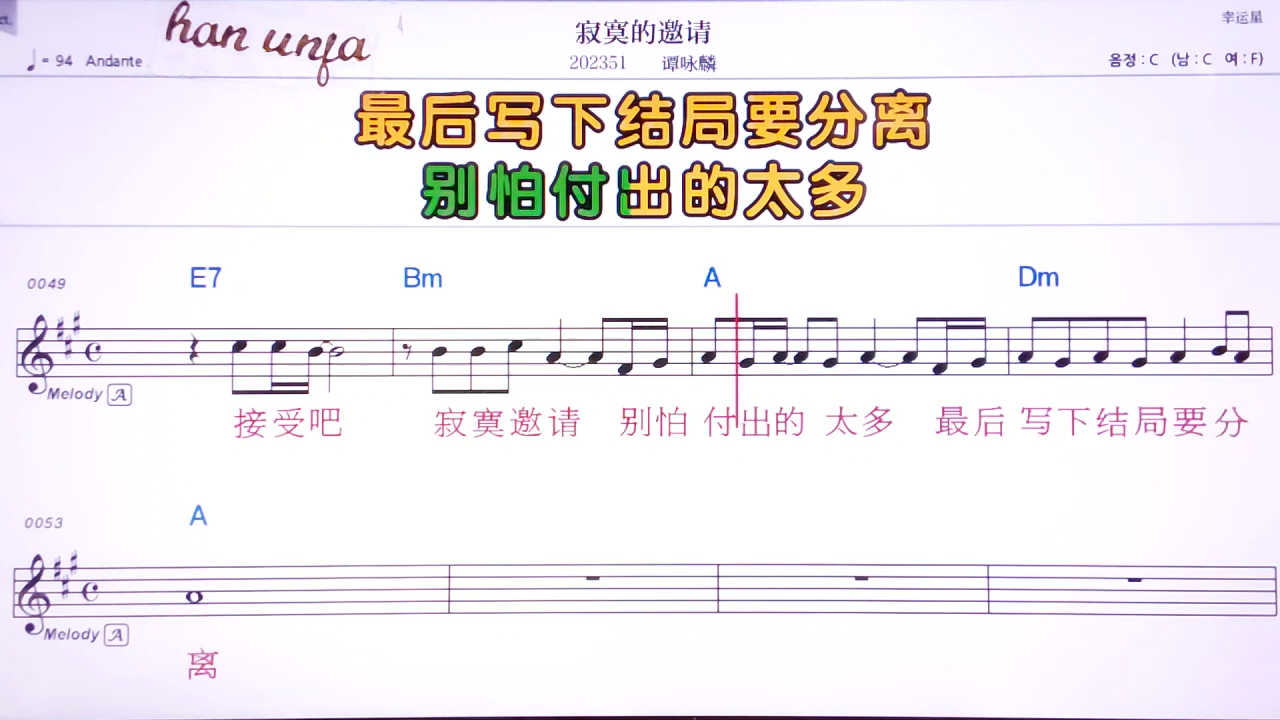 han unja
寂寞的邀请
幸运星
♩= 94 Andante
202351 谭咏麟
음정 : C (남 : C 여 : F)
最后写下结局要分离
别怕付出的太多
0049
E7 Bm A Dm
Melody A
接受吧 寂寞邀请 别怕 付出的 太多 最后 写下结局要分
0053
A
Melody A
离